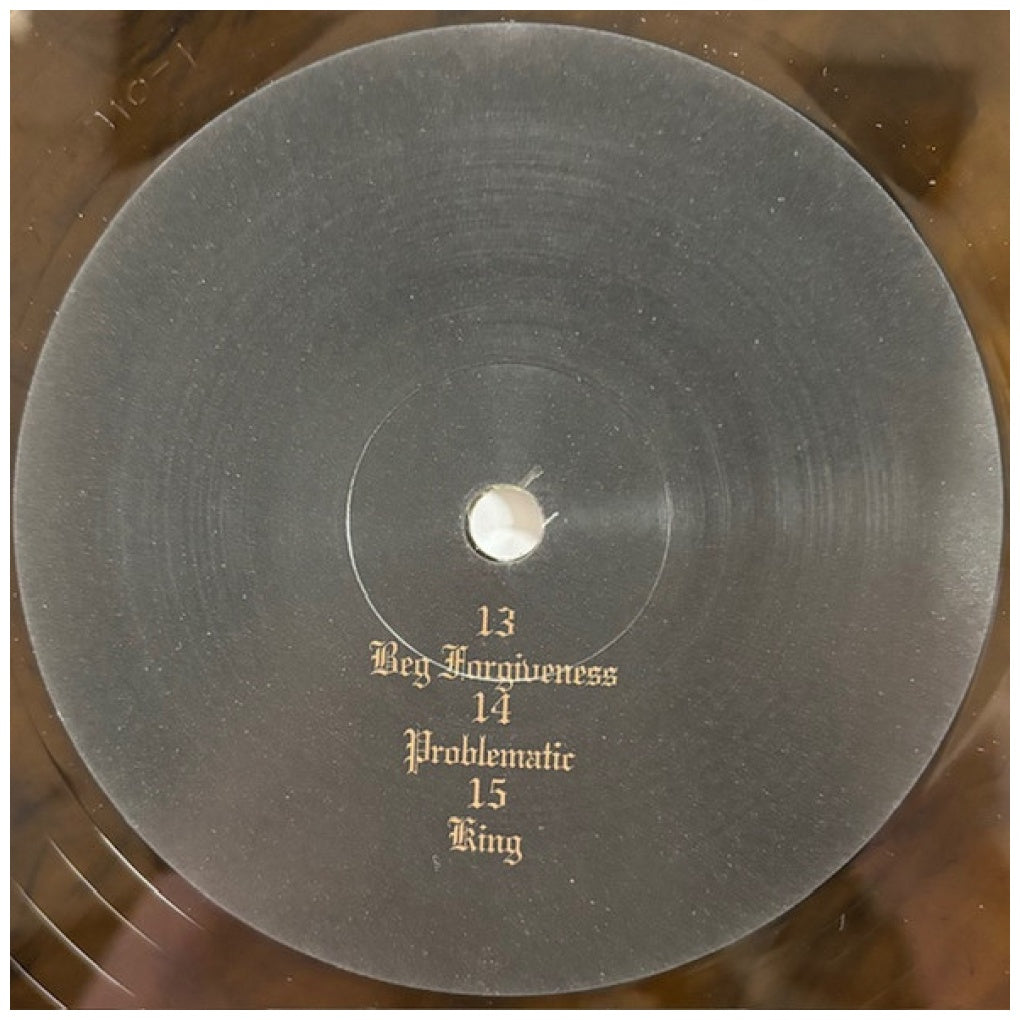 13
Beg Forgiveness
14
Problematic
15
King